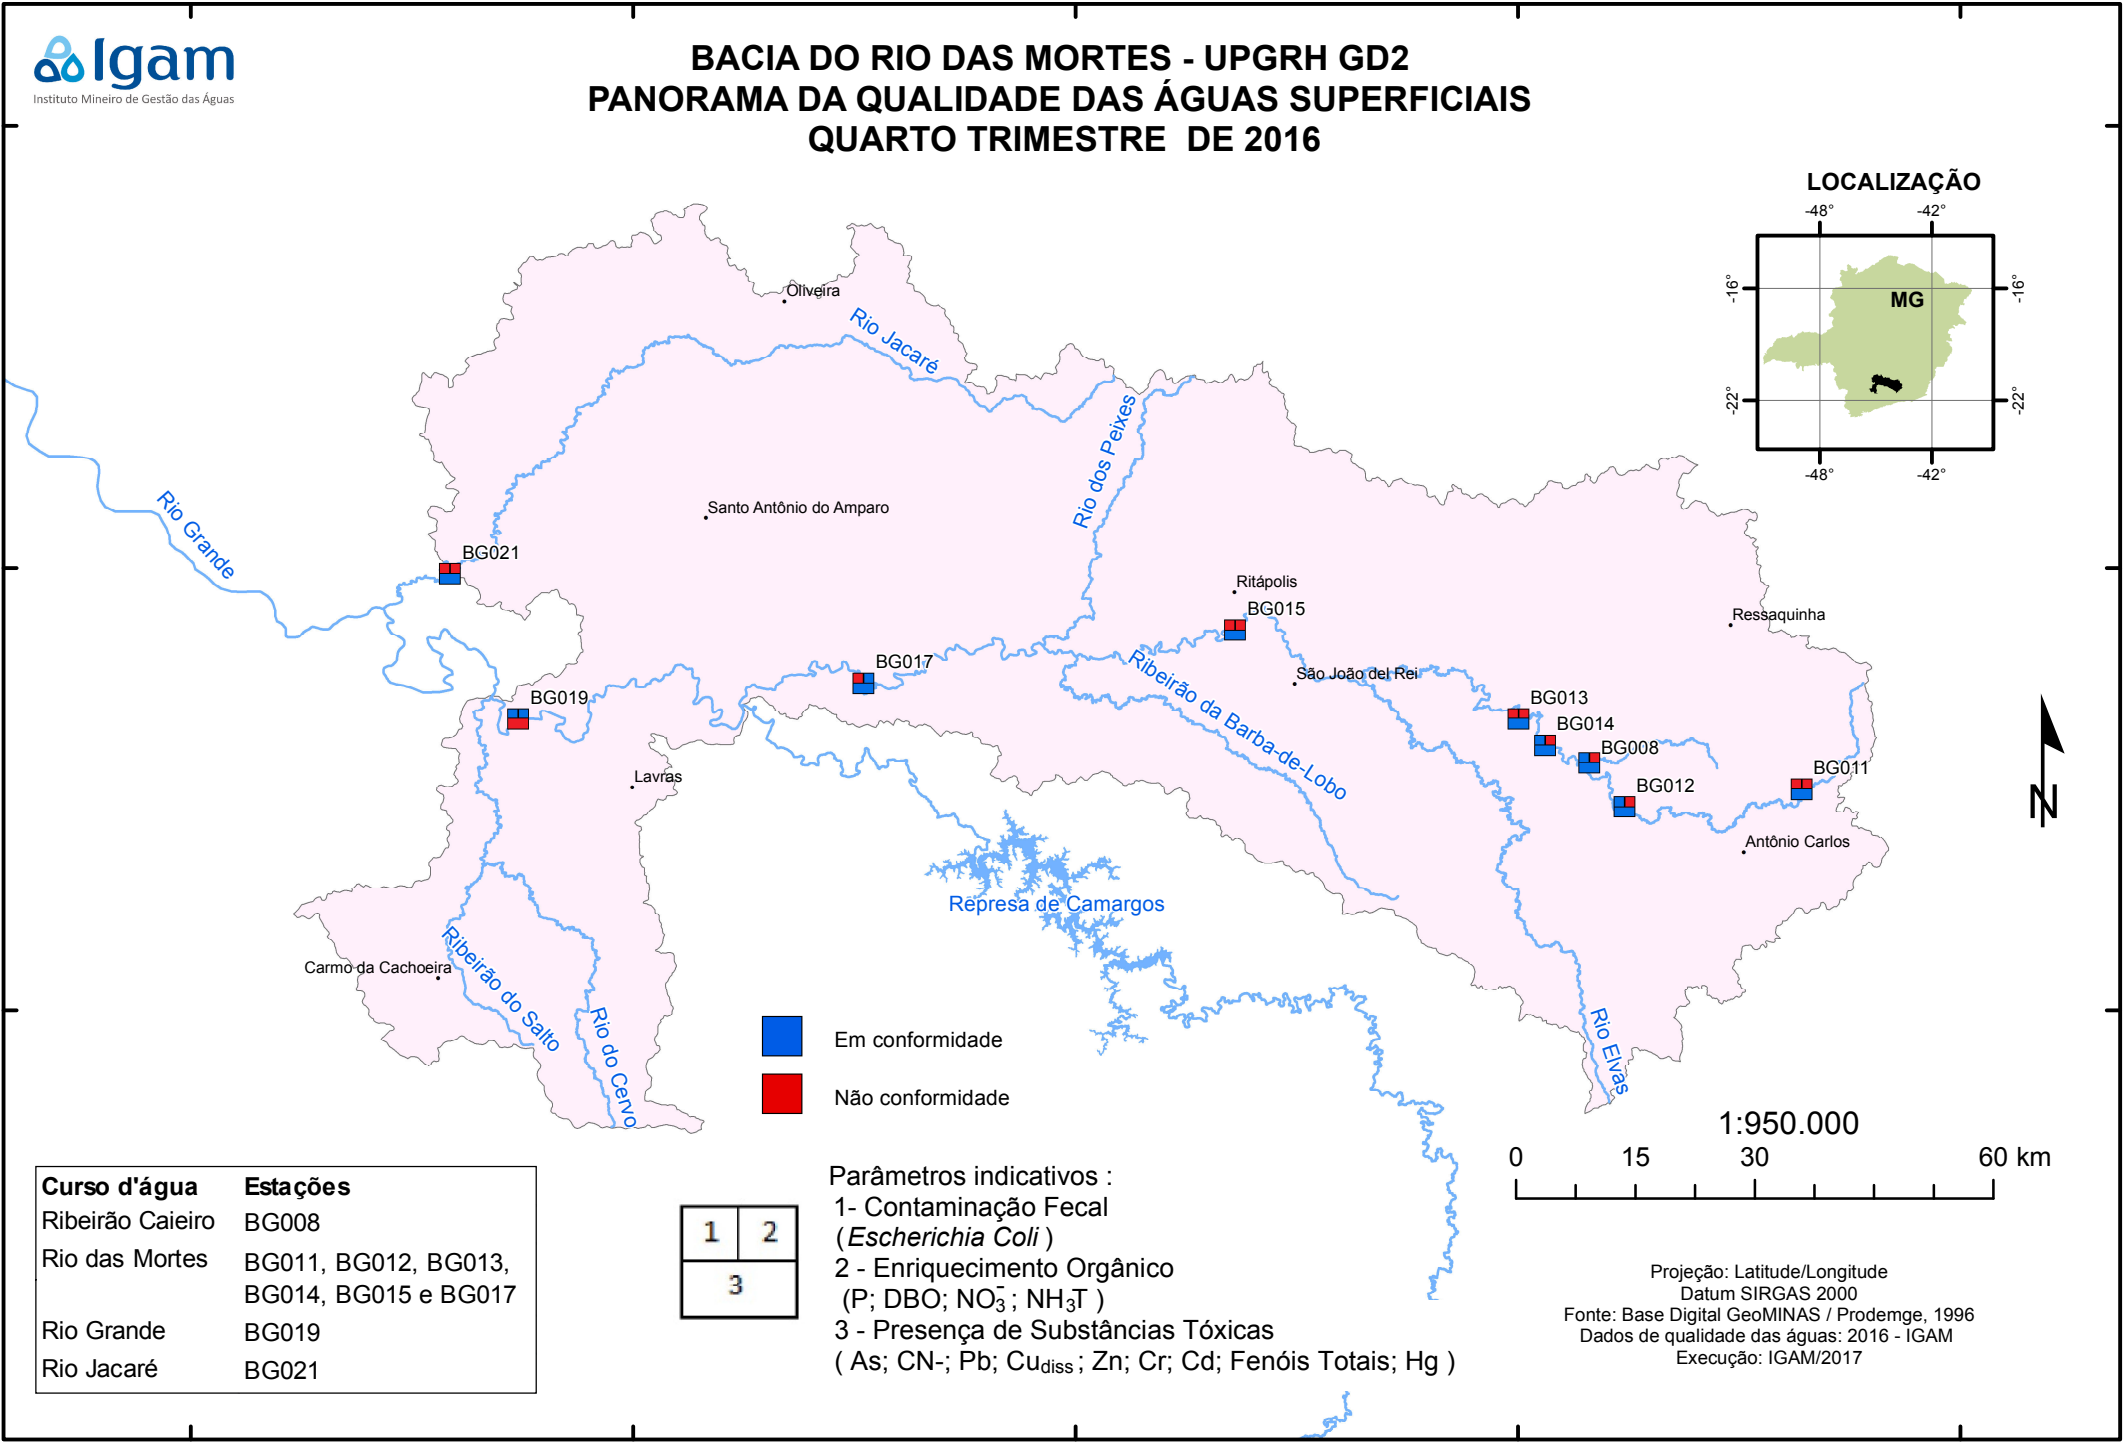 Igam
Instituto Mineiro de Gestão das Águas
BACIA DO RIO DAS MORTES - UPGRH GD2
PANORAMA DA QUALIDADE DAS ÁGUAS SUPERFICIAIS
QUARTO TRIMESTRE DE 2016
LOCALIZAÇÃO
-48° -42°
-16° -16°
MG
-22° -22°
-48 -42°
Oliveira
Rio Jacaré
Rio dos Peixes
Rio Grande
Santo Antônio do Amparo
BG021
Ritápolis
BG015
Ressaquinha
BG017
Ribeirão da Barba-de-Lobo
São João del Rei
BG019
BG013
BG014
BG008
BG011
BG012
Lavras
Antônio Carlos
N
Represa de Camargos
Carmo da Cachoeira
Ribeirão do Salto
Rio do Cervo
Rio Elvas
Em conformidade
Não conformidade
1:950.000
0 15 30 60 km
Curso d'água Estações
Ribeirão Caieiro BG008
Rio das Mortes BG011, BG012, BG013,
BG014, BG015 e BG017
Rio Grande BG019
Rio Jacaré BG021
1 2
3
Parâmetros indicativos :
1- Contaminação Fecal
(Escherichia Coli )
2 - Enriquecimento Orgânico
(P; DBO; NO₃⁻; NH₃T )
3 - Presença de Substâncias Tóxicas
( As; CN-; Pb; Cudiss ; Zn; Cr; Cd; Fenóis Totais; Hg )
Projeção: Latitude/Longitude
Datum SIRGAS 2000
Fonte: Base Digital GeoMINAS / Prodemge, 1996
Dados de qualidade das águas: 2016 - IGAM
Execução: IGAM/2017